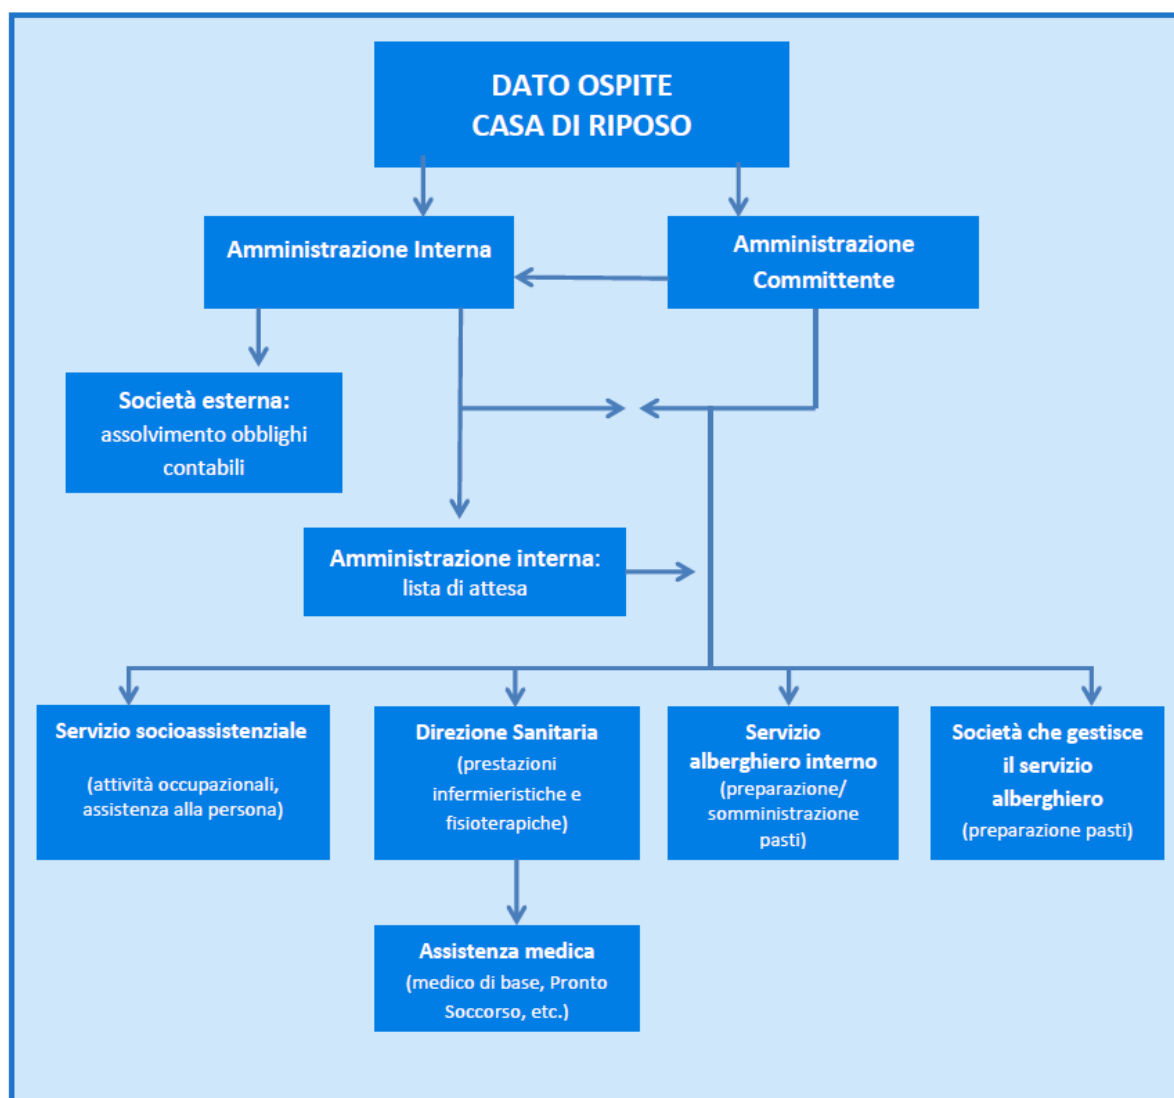 DATO OSPITE
CASA DI RIPOSO
Amministrazione Interna
Amministrazione
Committente
Società esterna:
assolvimento obblighi
contabili
Amministrazione interna:
lista di attesa
Servizio socioassistenziale
(attività occupazionali,
assistenza alla persona)
Direzione Sanitaria
(prestazioni
infermieristiche e
fisioterapiche)
Servizio
alberghiero interno
(preparazione/
somministrazione
pasti)
Società che gestisce
il servizio
alberghiero
(preparazione pasti)
Assistenza medica
(medico di base, Pronto
Soccorso, etc.)